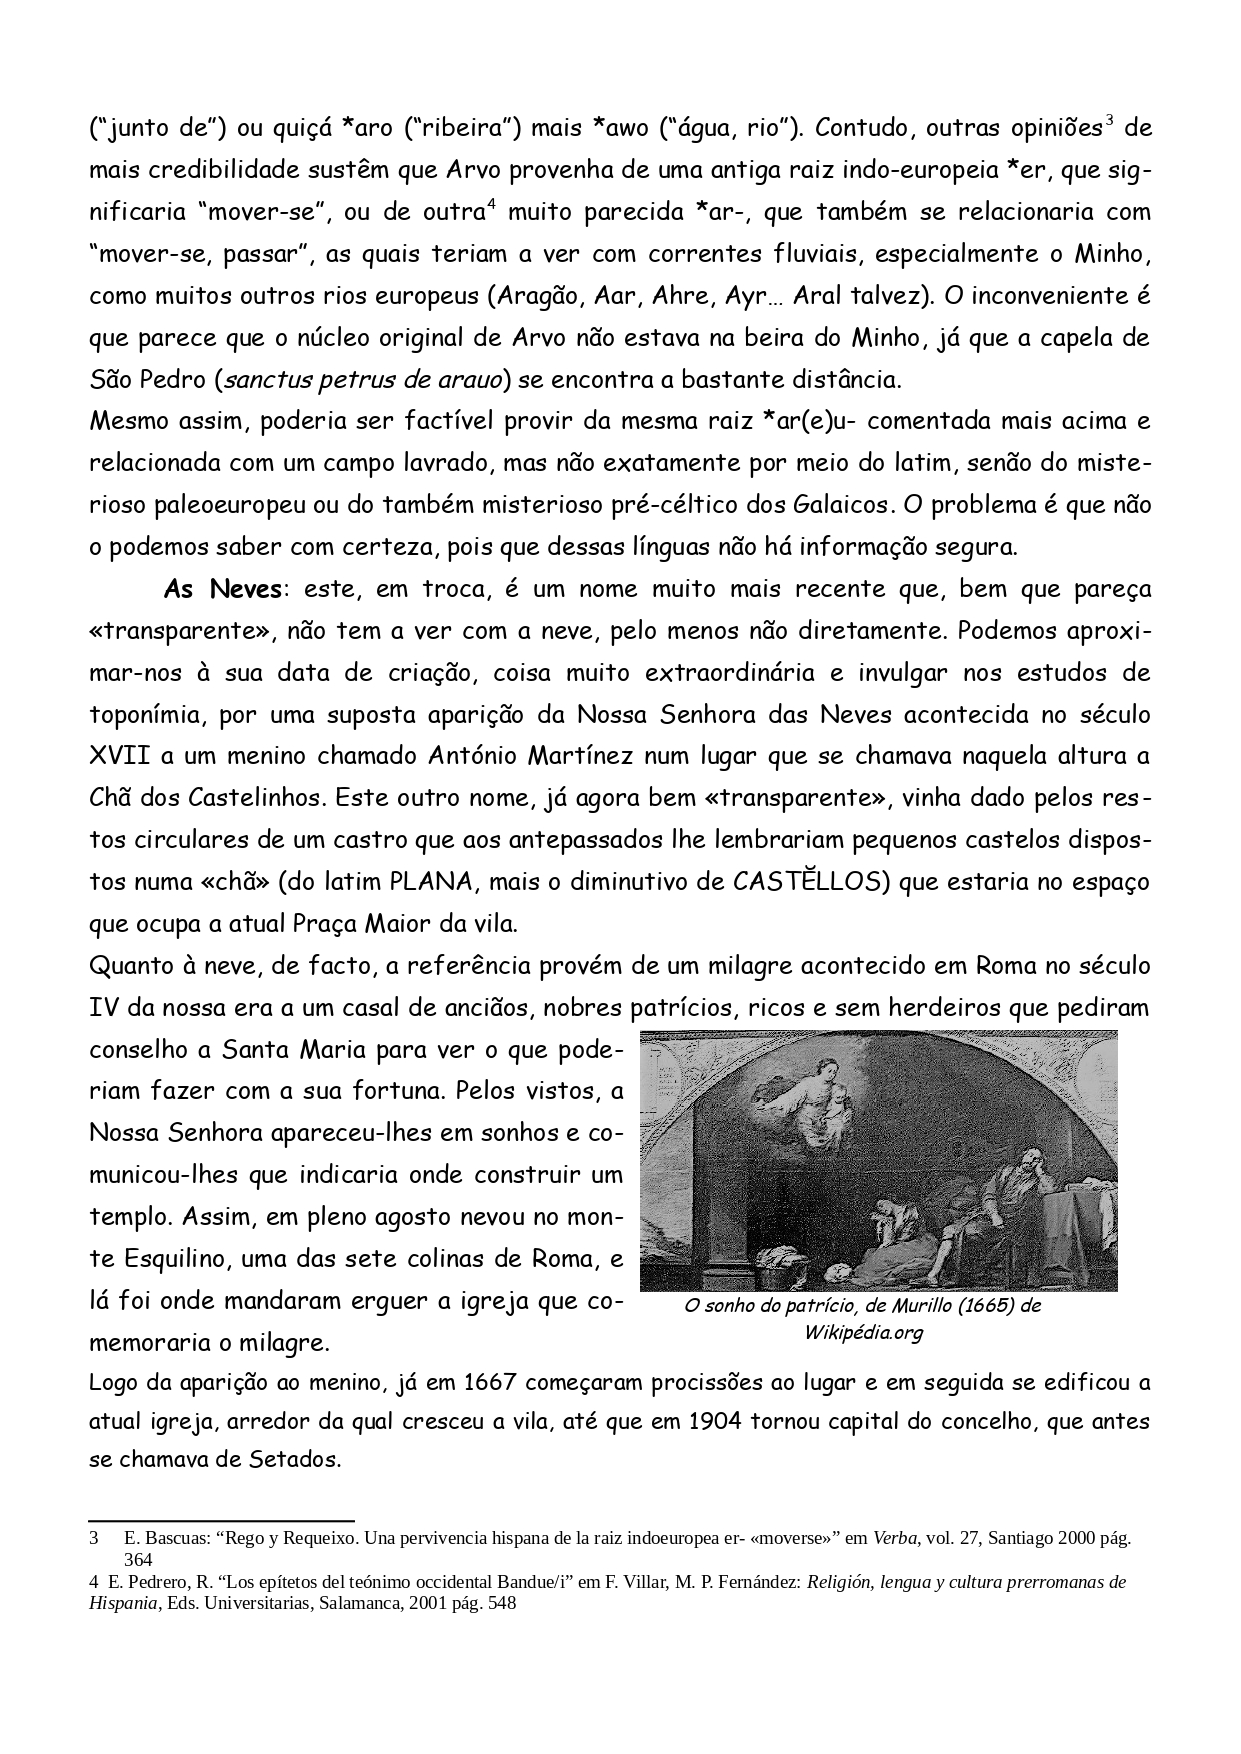 (“junto de”) ou quiçá *aro (“ribeira”) mais *awo (“água, rio”). Contudo, outras opiniões3 de
mais credibilidade sustêm que Arvo provenha de uma antiga raiz indo-europeia *er, que sig-
nificaria “mover-se”, ou de outra4 muito parecida *ar-, que também se relacionaria com
“mover-se, passar”, as quais teriam a ver com correntes fluviais, especialmente o Minho,
como muitos outros rios europeus (Aragão, Aar, Ahre, Ayr… Aral talvez). O inconveniente é
que parece que o núcleo original de Arvo não estava na beira do Minho, já que a capela de
São Pedro (sanctus petrus de arauo) se encontra a bastante distância.
Mesmo assim, poderia ser factível provir da mesma raiz *ar(e)u- comentada mais acima e
relacionada com um campo lavrado, mas não exatamente por meio do latim, senão do miste-
rioso paleoeuropeu ou do também misterioso pré-céltico dos Galaicos. O problema é que não
o podemos saber com certeza, pois que dessas línguas não há informação segura.
As Neves: este, em troca, é um nome muito mais recente que, bem que pareça
«transparente», não tem a ver com a neve, pelo menos não diretamente. Podemos aproxi-
mar-nos à sua data de criação, coisa muito extraordinária e invulgar nos estudos de
toponímia, por uma suposta aparição da Nossa Senhora das Neves acontecida no século
XVII a um menino chamado António Martínez num lugar que se chamava naquela altura a
Chã dos Castelinhos. Este outro nome, já agora bem «transparente», vinha dado pelos res-
tos circulares de um castro que aos antepassados lhe lembrariam pequenos castelos dispos-
tos numa «chã» (do latim PLANA, mais o diminutivo de CASTĔLLOS) que estaria no espaço
que ocupa a atual Praça Maior da vila.
Quanto à neve, de facto, a referência provém de um milagre acontecido em Roma no século
IV da nossa era a um casal de anciãos, nobres patrícios, ricos e sem herdeiros que pediram
conselho a Santa Maria para ver o que pode-
riam fazer com a sua fortuna. Pelos vistos, a
Nossa Senhora apareceu-lhes em sonhos e co-
municou-lhes que indicaria onde construir um
templo. Assim, em pleno agosto nevou no mon-
te Esquilino, uma das sete colinas de Roma, e
lá foi onde mandaram erguer a igreja que co-
memoraria o milagre.
O sonho do patrício, de Murillo (1665) de
Wikipédia.org
Logo da aparição ao menino, já em 1667 começaram procissões ao lugar e em seguida se edificou a
atual igreja, arredor da qual cresceu a vila, até que em 1904 tornou capital do concelho, que antes
se chamava de Setados.
3 E. Bascuas: “Rego y Requeixo. Una pervivencia hispana de la raiz indoeuropea er- «moverse»” em Verba, vol. 27, Santiago 2000 pág.
364
4 E. Pedrero, R. “Los epítetos del teónimo occidental Bandue/i” em F. Villar, M. P. Fernández: Religión, lengua y cultura prerromanas de
Hispania, Eds. Universitarias, Salamanca, 2001 pág. 548